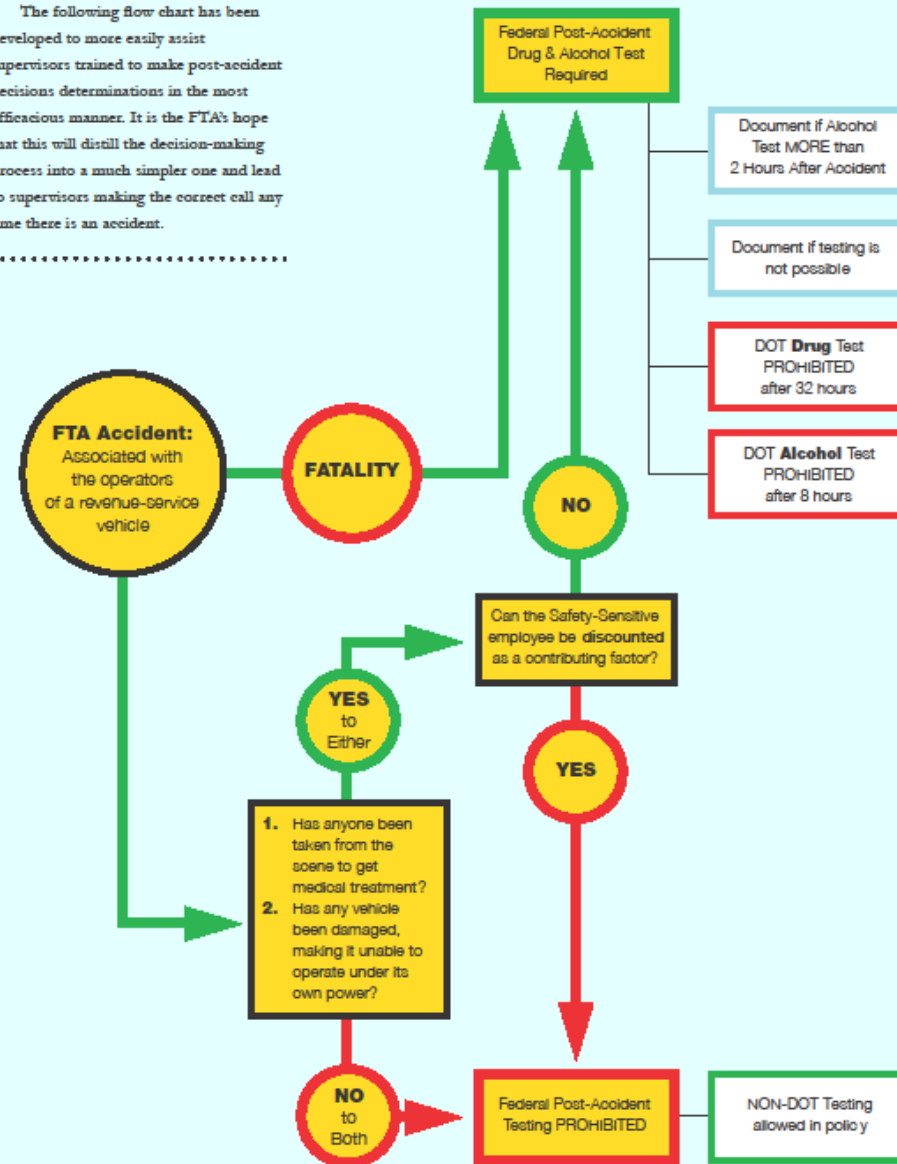 The following flow chart has been
eveloped to more easily assist
upervisors trained to make post-accident
ecisions determinations in the most
fficacious manner. It is the FTA's hope
hat this will distill the decision-making
rocess into a much simpler one and lead
o supervisors making the correct call any
me there is an accident.
Federal Post-Accident
Drug & Alcohol Test
Required
Document if Alcohol
Test MORE than
2 Hours After Accident
Document if testing is
not possible
DOT Drug Test
PROHIBITED
after 32 hours
DOT Alcohol Test
PROHIBITED
after 8 hours
FTA Accident:
Associated with
the operators
of a revenue-service
vehicle
FATALITY
NO
Can the Safety-Sensitive
employee be discounted
as a contributing factor?
YES
to
Either
YES
1. Has anyone been
taken from the
scene to get
medical treatment?
2. Has any vehicle
been damaged,
making it unable to
operate under its
own power?
NO
to
Both
Federal Post-Accident
Testing PROHIBITED
NON-DOT Testing
allowed in policy